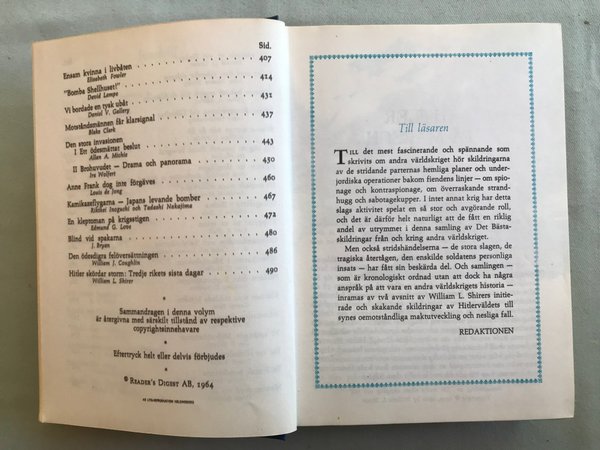 Sid.
Ensam kvinna i livbåten . . . . . . . . . . . . 407
Elizabeth Fowler
"Bomba Shellhuset!" . . . . . . . . . . . . 414
David Lampe
Vi bordade en tysk ubåt . . . . . . . . . . . . 431
Daniel V. Gallery
Motståndsmännen får klarsignal . . . . . . . . . 437
Blake Clark
Den stora invasionen
I Ett ödesmättat beslut . . . . . . . . . . . . 443
Allan A. Michie
II Brohuvudet — Drama och panorama . . . . . . 450
Ira Wolfert
Anne Frank dog inte förgäves . . . . . . . . . . 460
Louis de Jong
Kamikazeflygarna — Japans levande bomber . . . . 467
Rikihei Inoguchi och Tadashi Nakajima
En kleptoman på krigsstigen . . . . . . . . . . 472
Edmund G. Love
Blind vid spakarna . . . . . . . . . . . . 480
J. Bryan
Den ödesdigra felöversättningen . . . . . . . . . 486
William J. Coughlin
Hitler skördar storm: Tredje rikets sista dagar . . . . 490
William L. Shirer
*
Sammandragen i denna volym
är återgivna med särskilt tillstånd av respektive
copyrightsinnehavare
*
Eftertryck helt eller delvis förbjudes
*
© READER'S DIGEST AB, 1964
Till läsaren
TILL det mest fascinerande och spännande som
skrivits om andra världskriget hör skildringarna
av de stridande parternas hemliga planer och under-
jordiska operationer bakom fiendens linjer — om spio-
nage och kontraspionage, om överraskande strand-
hugg och sabotagekupper. I intet annat krig har detta
slags aktivitet spelat en så stor och avgörande roll,
och det är därför helt naturligt att de fått en riklig
andel av utrymmet i denna samling av Det Bästa-
skildringar från och kring andra världskriget.
Men också stridshändelserna — de stora slagen, de
tragiska återtågen, den enskilde soldatens personliga
insats — har fått sin beskärda del. Och samlingen —
som är kronologiskt ordnad utan att dock ha några
anspråk på att vara en andra världskrigets historia —
inramas av två avsnitt av William L. Shirers initie-
rade och skakande skildringar av Hitlerväldets till
synes oemotståndliga maktutveckling och nesliga fall.
REDAKTIONEN